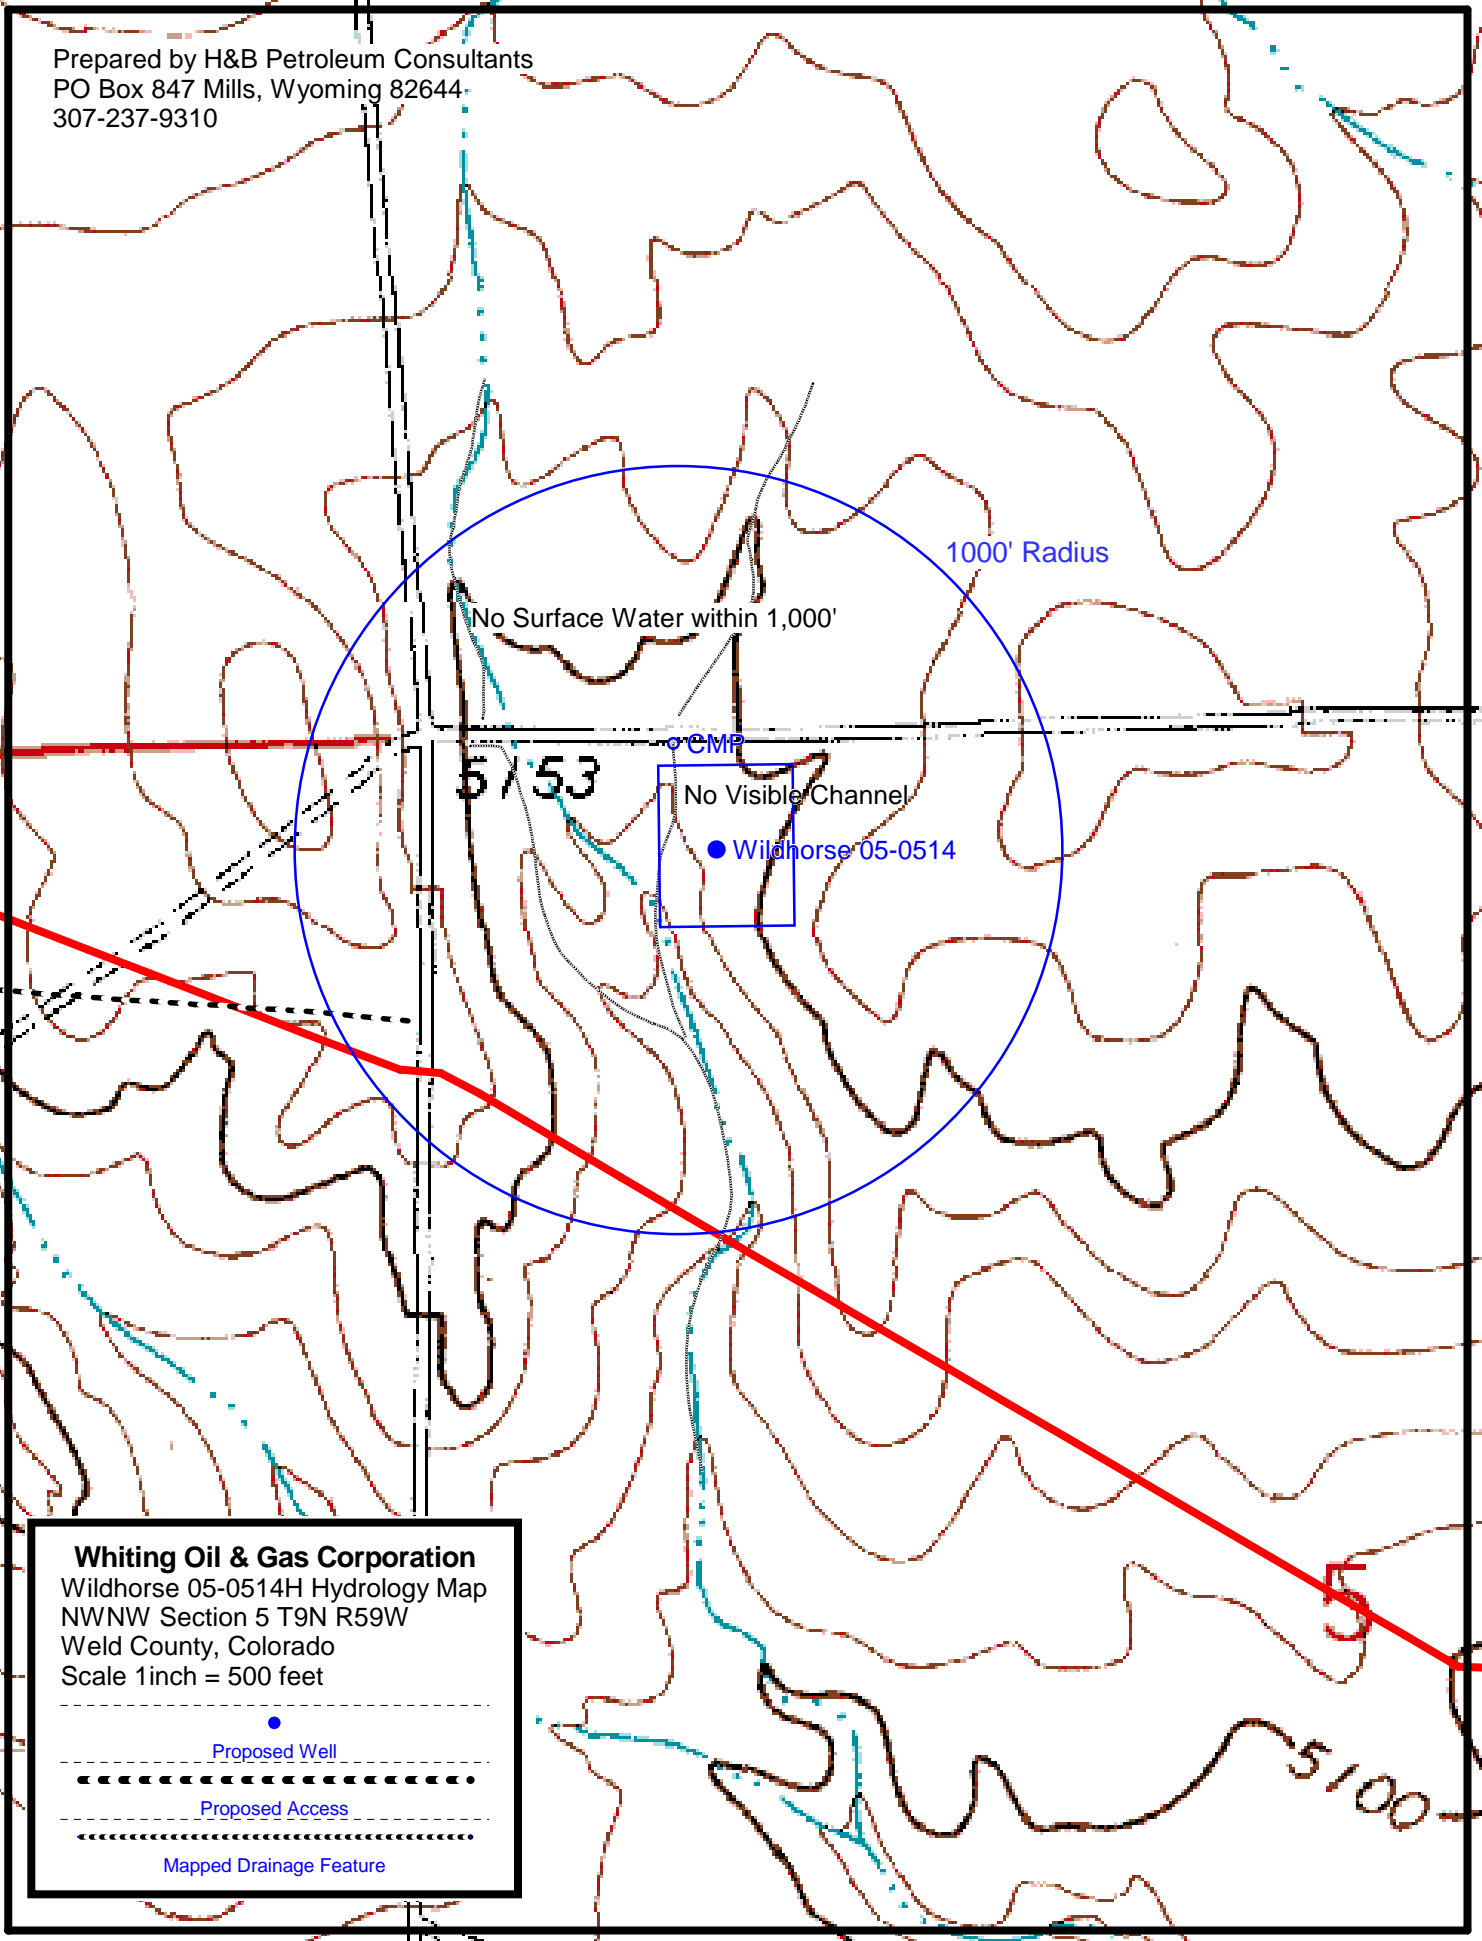 Prepared by H&B Petroleum Consultants
PO Box 847 Mills, Wyoming 82644
307-237-9310
1000' Radius
No Surface Water within 1,000'
CMP
5153
No Visible Channel
Wildhorse 05-0514
5
5100
Whiting Oil & Gas Corporation
Wildhorse 05-0514H Hydrology Map
NWNW Section 5 T9N R59W
Weld County, Colorado
Scale 1inch = 500 feet
Proposed Well
Proposed Access
Mapped Drainage Feature